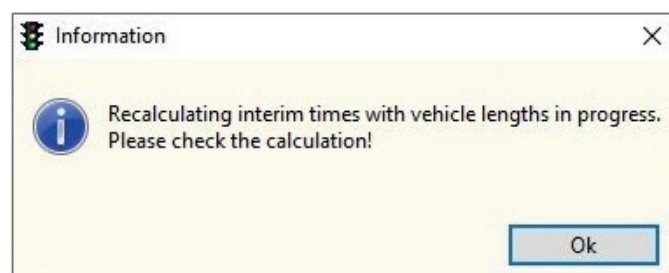 Information
Recalculating interim times with vehicle lengths in progress.
Please check the calculation!
Ok